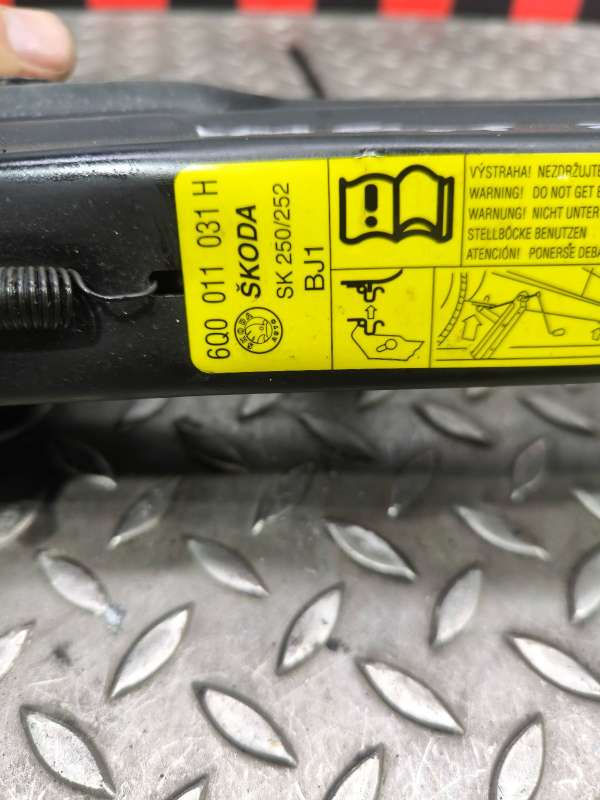 6Q0 011 031 H
ŠKODA
SK 250/252
BJ1
VÝSTRAHA! NEZDRŽUJTE
WARNING! DO NOT GET
WARNUNG! NICHT UNTER
STELLBÖCKE BENUTZEN
ATENCIÓN! PONERSE DEBA